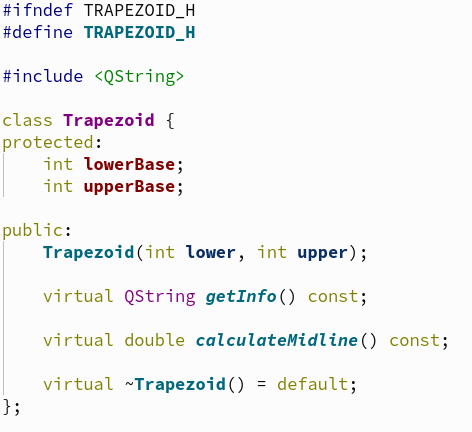 #ifndef TRAPEZOID_H
#define TRAPEZOID_H
#include <QString>
class Trapezoid {
protected:
    int lowerBase;
    int upperBase;
public:
    Trapezoid(int lower, int upper);
    virtual QString getInfo() const;
    virtual double calculateMidline() const;
    virtual ~Trapezoid() = default;
};